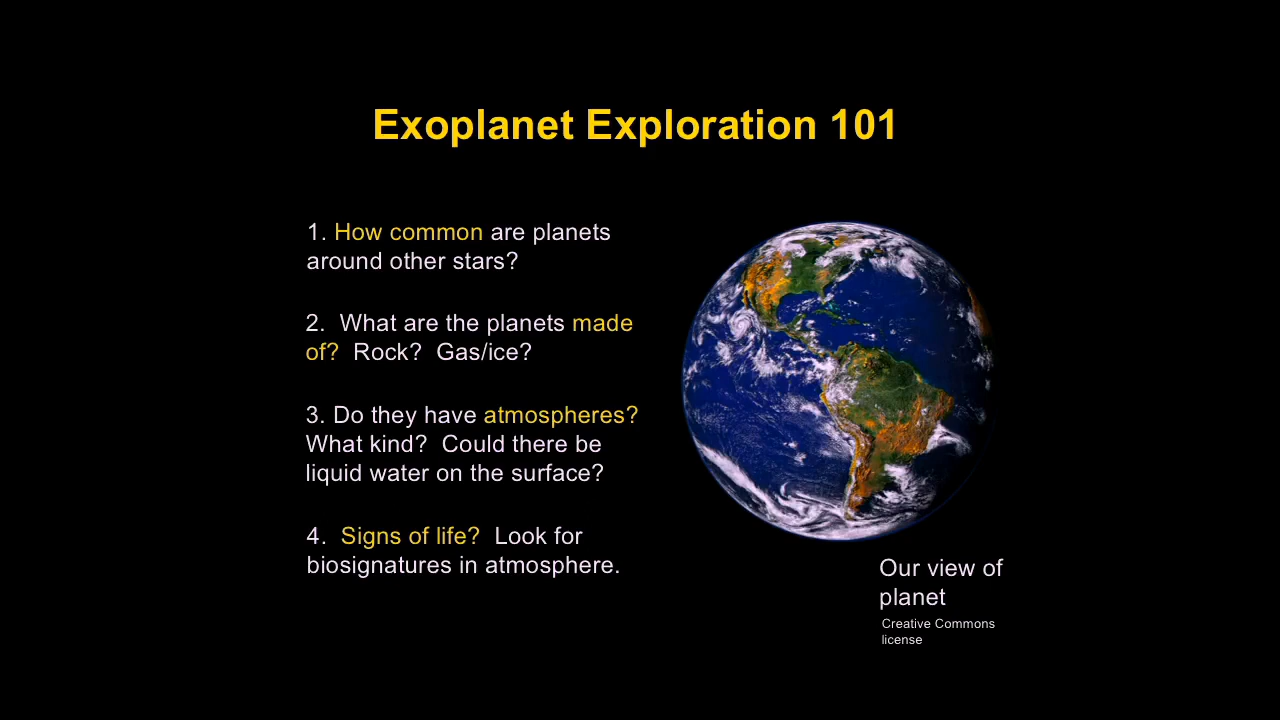 Exoplanet Exploration 101
1. How common are planets
around other stars?
2.  What are the planets made
of?  Rock?  Gas/ice?
3. Do they have atmospheres?
What kind?  Could there be
liquid water on the surface?
4.  Signs of life?  Look for
biosignatures in atmosphere.
Our view of
planet
Creative Commons
license